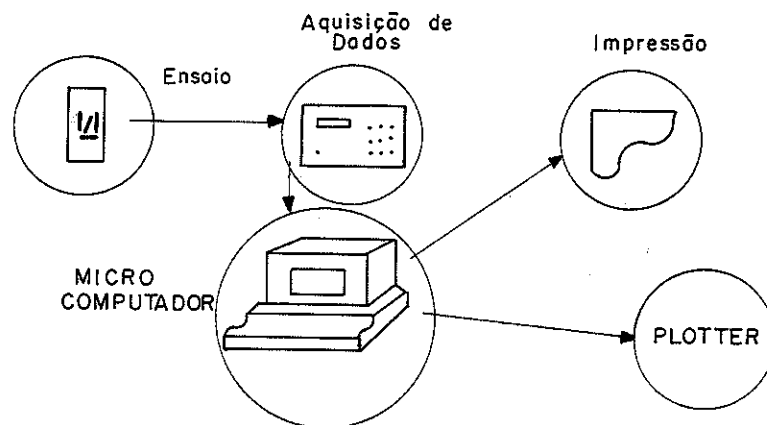 Aquisição de
Dados
Impressão
Ensaio
MICRO
COMPUTADOR
PLOTTER